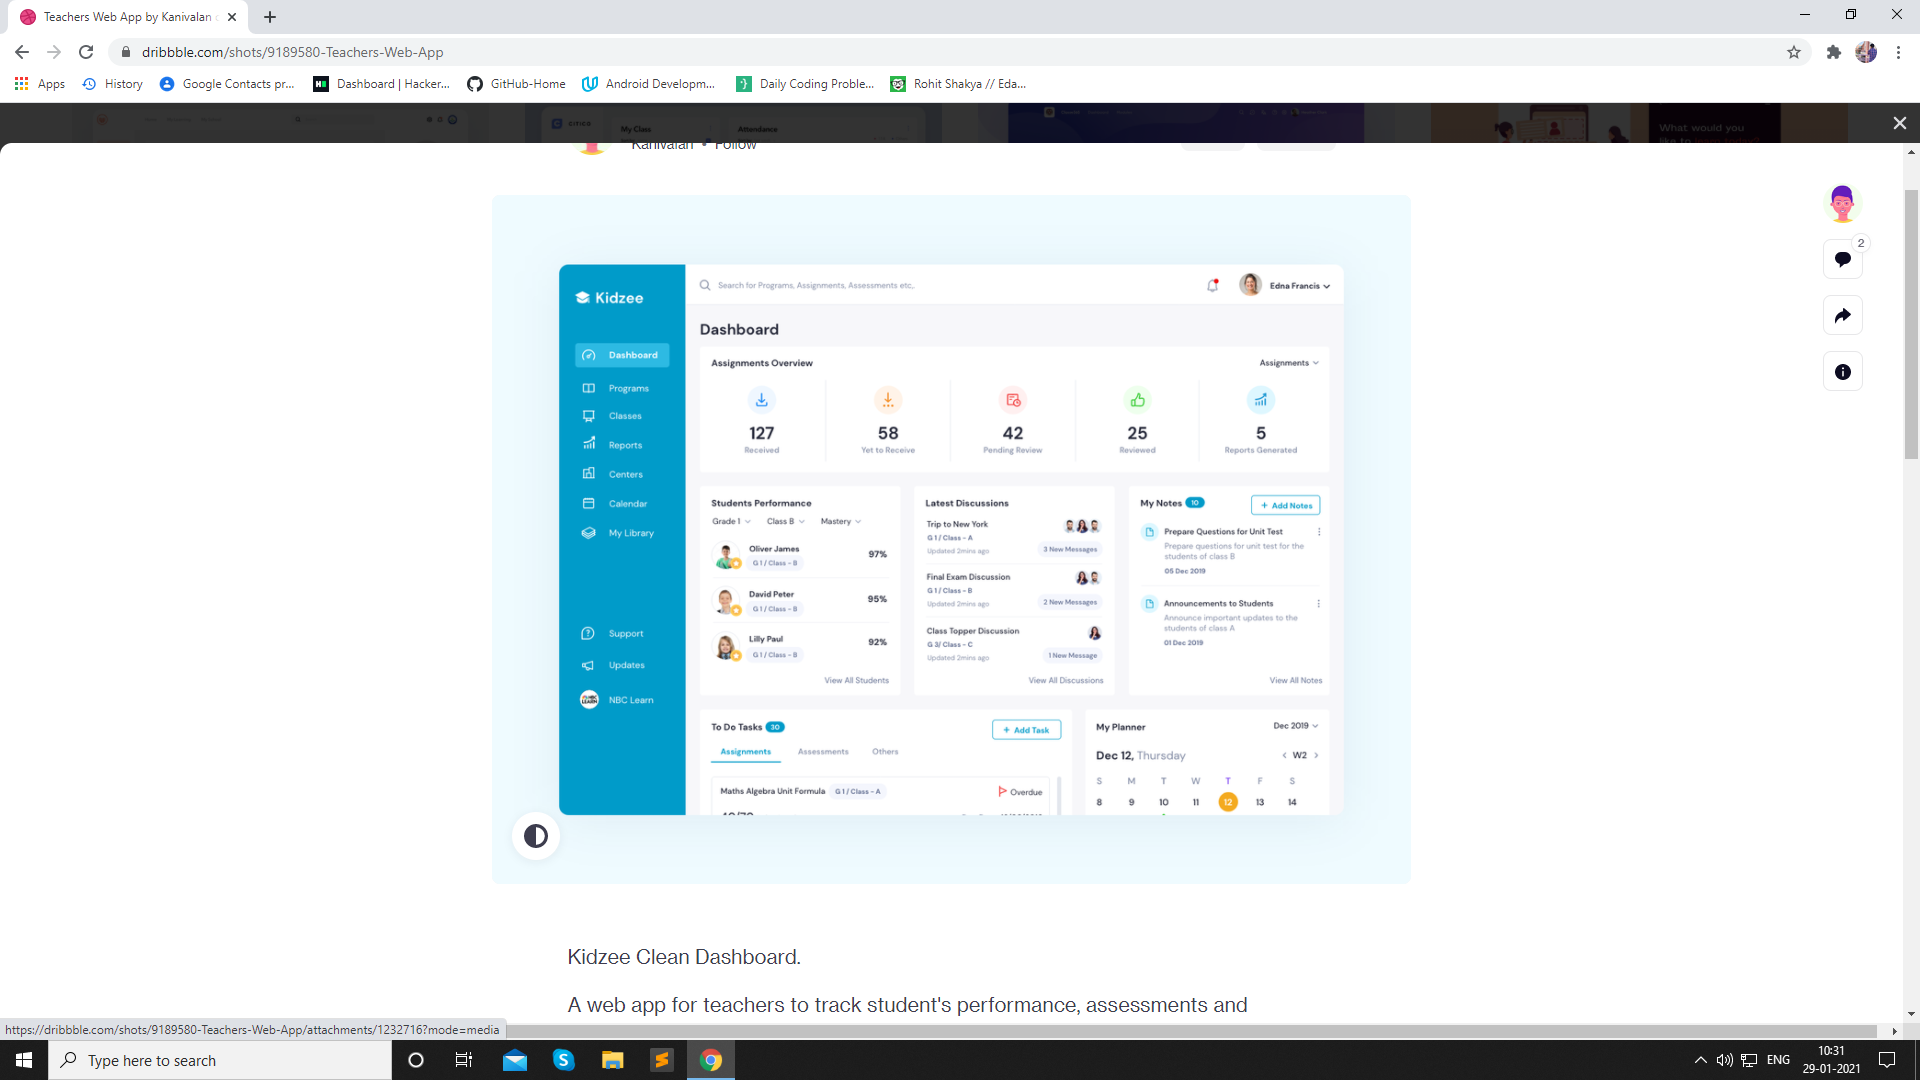 Teachers Web App by Kanivalan
dribbble.com/shots/9189580-Teachers-Web-App
Apps
History
Google Contacts pr...
Dashboard | Hacker...
GitHub-Home
Android Developm...
Daily Coding Proble...
Rohit Shakya // Eda...
CITICO
My Class
Attendance
What would you
like to
Kanivalan • Follow
2
Kidzee
Search for Programs, Assignments, Assessments etc.,
Edna Francis
Dashboard
Programs
Classes
Reports
Centers
Calendar
My Library
Support
Updates
NBC Learn
Dashboard
Assignments Overview
Assignments
127
Received
58
Yet to Receive
42
Pending Review
25
Reviewed
5
Reports Generated
Students Performance
Grade 1
Class B
Mastery
Oliver James
G 1 / Class - B
97%
David Peter
G 1 / Class - B
95%
Lilly Paul
G 1 / Class - B
92%
View All Students
Latest Discussions
Trip to New York
G 1 / Class - A
Updated 2mins ago
3 New Messages
Final Exam Discussion
G 1 / Class - B
Updated 2mins ago
2 New Messages
Class Topper Discussion
G 3/ Class - C
Updated 2mins ago
1 New Message
View All Discussions
My Notes 10
+ Add Notes
Prepare Questions for Unit Test
Prepare questions for unit test for the
students of class B
05 Dec 2019
Announcements to Students
Announce important updates to the
students of class A
01 Dec 2019
View All Notes
To Do Tasks 30
+ Add Task
Assignments
Assessments
Others
Maths Algebra Unit Formula
G 1 / Class - A
Overdue
My Planner
Dec 2019
Dec 12, Thursday
< W2 >
S M T W T F S
8 9 10 11 12 13 14
Kidzee Clean Dashboard.
A web app for teachers to track student's performance, assessments and
https://dribbble.com/shots/9189580-Teachers-Web-App/attachments/1232716?mode=media
Type here to search
ENG
10:31
29-01-2021